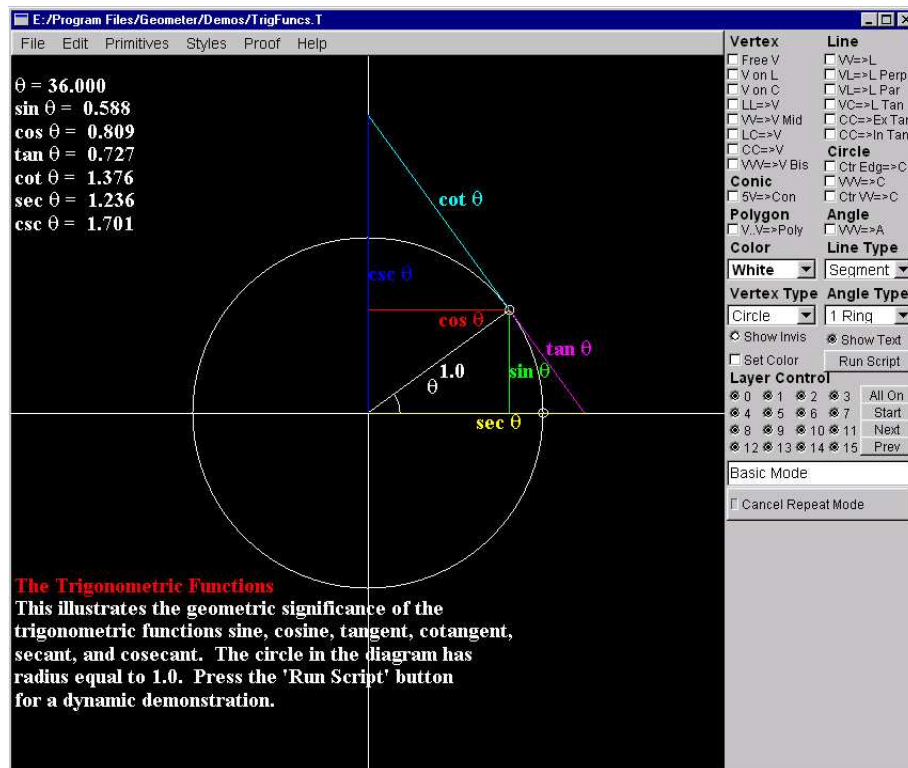 E:/Program Files/Geometer/Demos/TrigFuncs.T
File Edit Primitives Styles Proof Help
θ = 36.000
sin θ = 0.588
cos θ = 0.809
tan θ = 0.727
cot θ = 1.376
sec θ = 1.236
csc θ = 1.701
cot θ
csc θ
cos θ
tan θ
1.0
sin θ
θ
sec θ
The Trigonometric Functions
This illustrates the geometric significance of the
trigonometric functions sine, cosine, tangent, cotangent,
secant, and cosecant. The circle in the diagram has
radius equal to 1.0. Press the 'Run Script' button
for a dynamic demonstration.
Vertex Line
Free V VV=>L
V on L VL=>L Perp
V on C VL=>L Par
LL=>V VC=>L Tan
VV=>V Mid CC=>Ex Tan
LC=>V CC=>In Tan
CC=>V Circle
VVV=>V Bis Ctr Edg=>C
Conic VVV=>C
5V=>Con Ctr VV=>C
Polygon Angle
V..V=>Poly VVV=>A
Color Line Type
White Segment
Vertex Type Angle Type
Circle 1 Ring
Show Invis Show Text
Set Color Run Script
Layer Control
0 1 2 3 All On
4 5 6 7 Start
8 9 10 11 Next
12 13 14 15 Prev
Basic Mode
Cancel Repeat Mode